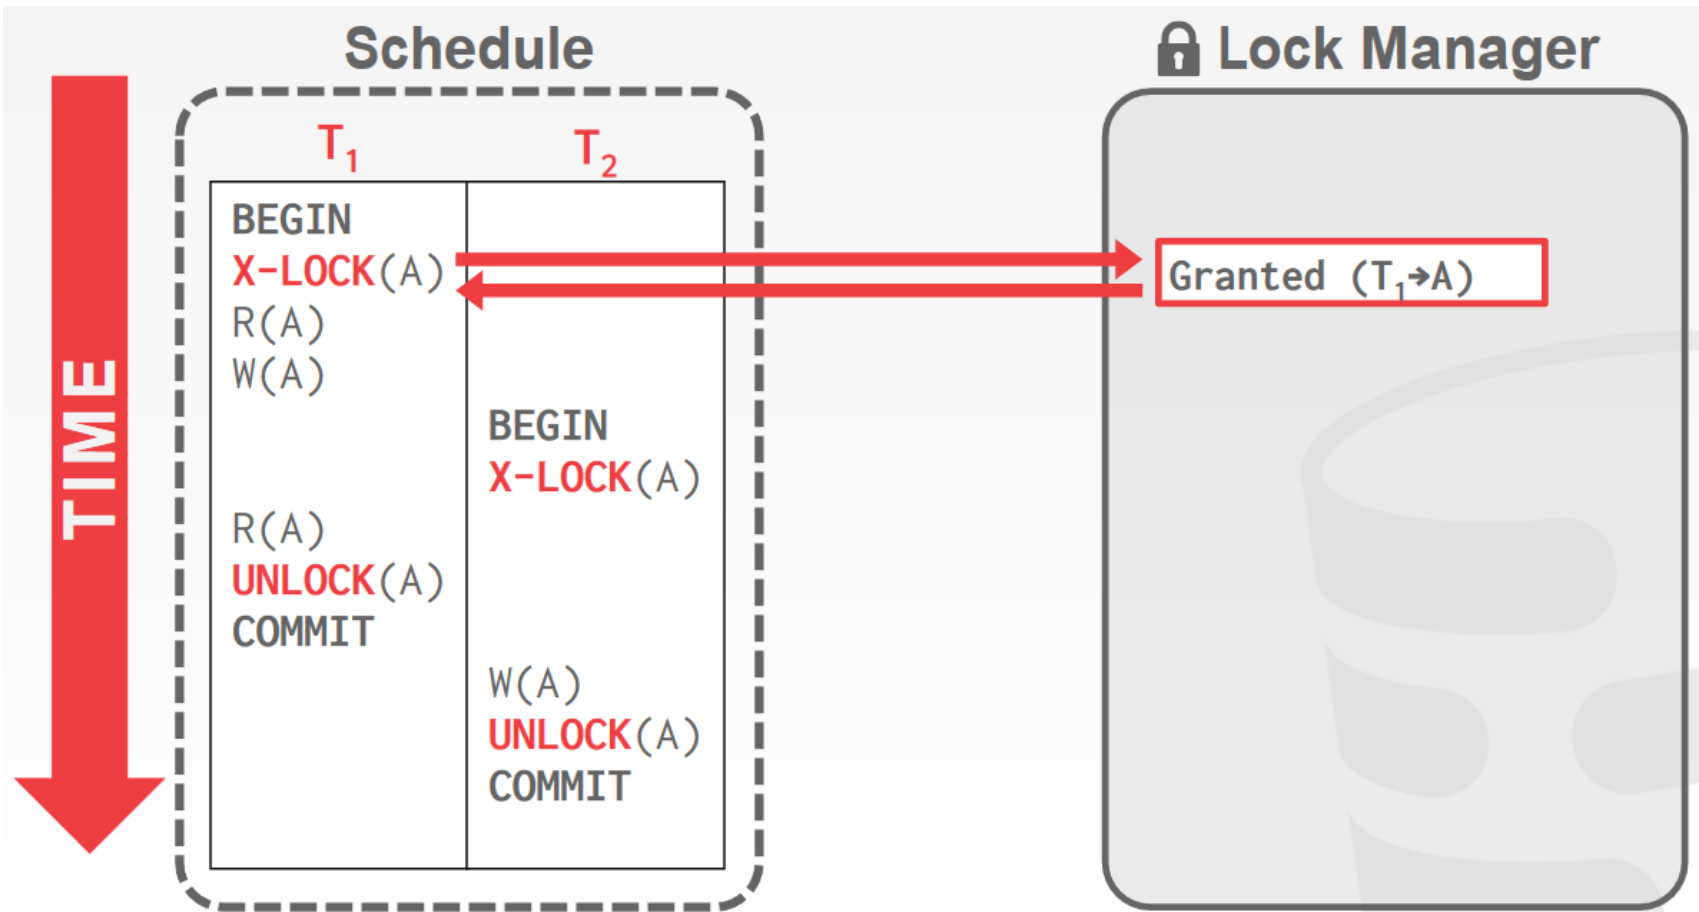 Schedule
Lock Manager
TIME
T1
T2
BEGIN
X-LOCK(A)
Granted (T1→A)
R(A)
W(A)
BEGIN
X-LOCK(A)
R(A)
UNLOCK(A)
COMMIT
W(A)
UNLOCK(A)
COMMIT